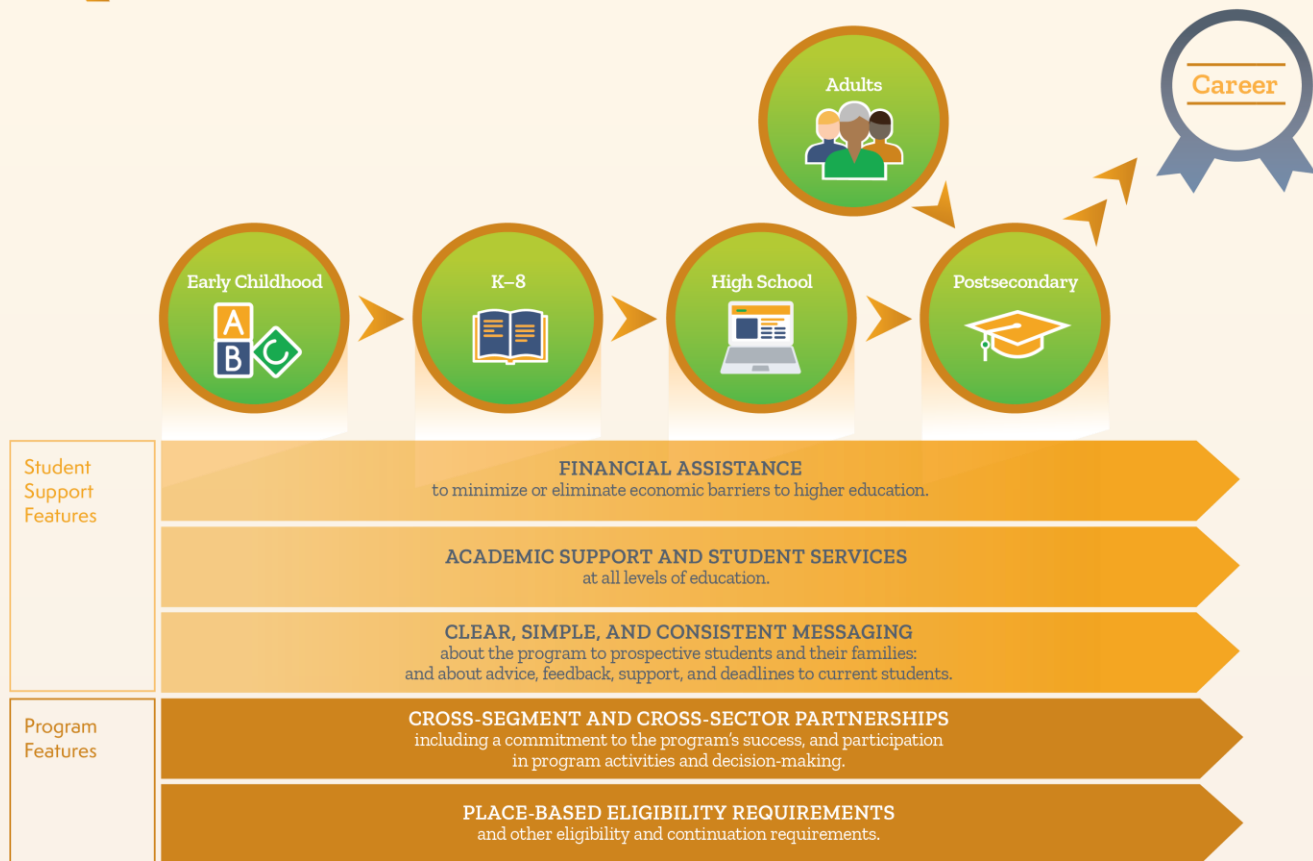 Career
Adults
Early Childhood
A
B
C
K–8
High School
Postsecondary
Student
Support
Features
FINANCIAL ASSISTANCE
to minimize or eliminate economic barriers to higher education.
ACADEMIC SUPPORT AND STUDENT SERVICES
at all levels of education.
CLEAR, SIMPLE, AND CONSISTENT MESSAGING
about the program to prospective students and their families:
and about advice, feedback, support, and deadlines to current students.
Program
Features
CROSS-SEGMENT AND CROSS-SECTOR PARTNERSHIPS
including a commitment to the program's success, and participation
in program activities and decision-making.
PLACE-BASED ELIGIBILITY REQUIREMENTS
and other eligibility and continuation requirements.